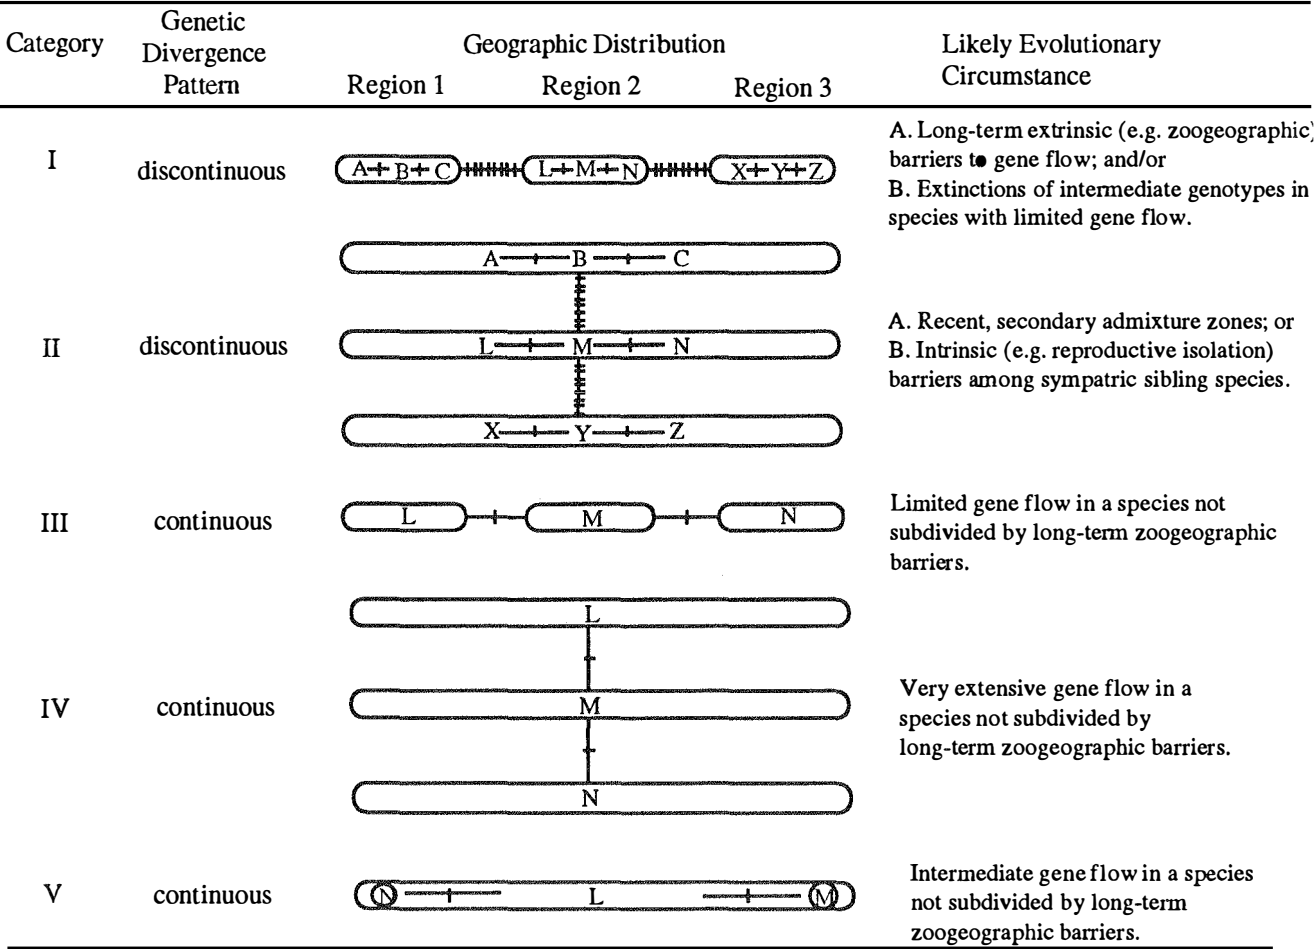 Category
Genetic
Divergence
Pattern
Geographic Distribution
Region 1 Region 2 Region 3
Likely Evolutionary
Circumstance
I
discontinuous
A B C L M N X Y Z
A. Long-term extrinsic (e.g. zoogeographic)
barriers to gene flow; and/or
B. Extinctions of intermediate genotypes in
species with limited gene flow.
II
discontinuous
A B C
L M N
X Y Z
A. Recent, secondary admixture zones; or
B. Intrinsic (e.g. reproductive isolation)
barriers among sympatric sibling species.
III
continuous
L M N
Limited gene flow in a species not
subdivided by long-term zoogeographic
barriers.
IV
continuous
L
M
N
Very extensive gene flow in a
species not subdivided by
long-term zoogeographic barriers.
V
continuous
N L M
Intermediate gene flow in a species
not subdivided by long-term
zoogeographic barriers.